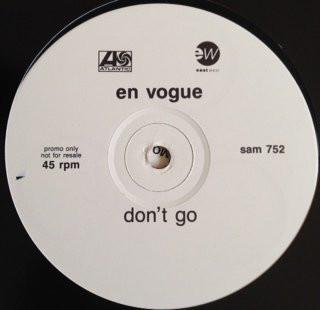 ATLANTIC
ew
east west
en vogue
promo only
not for resale
45 rpm
sam 752
don't go